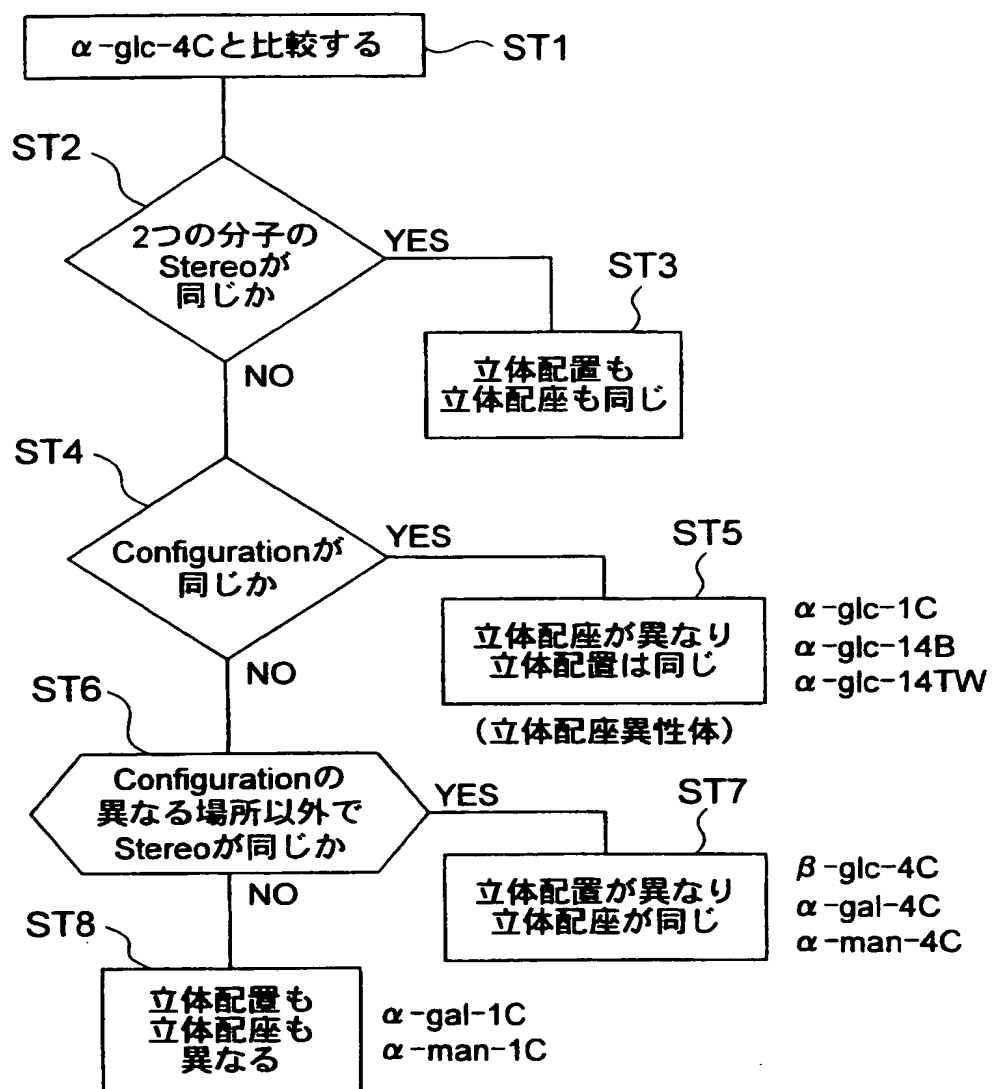 α-glc-4Cと比較する
ST1
ST2
2つの分子の
Stereoが
同じか
YES
ST3
立体配置も
立体配座も同じ
NO
ST4
Configurationが
同じか
YES
ST5
立体配座が異なり
立体配置は同じ
(立体配座異性体)
α-glc-1C
α-glc-14B
α-glc-14TW
NO
ST6
Configurationの
異なる場所以外で
Stereoが同じか
YES
ST7
立体配置が異なり
立体配座が同じ
β-glc-4C
α-gal-4C
α-man-4C
NO
ST8
立体配置も
立体配座も
異なる
α-gal-1C
α-man-1C